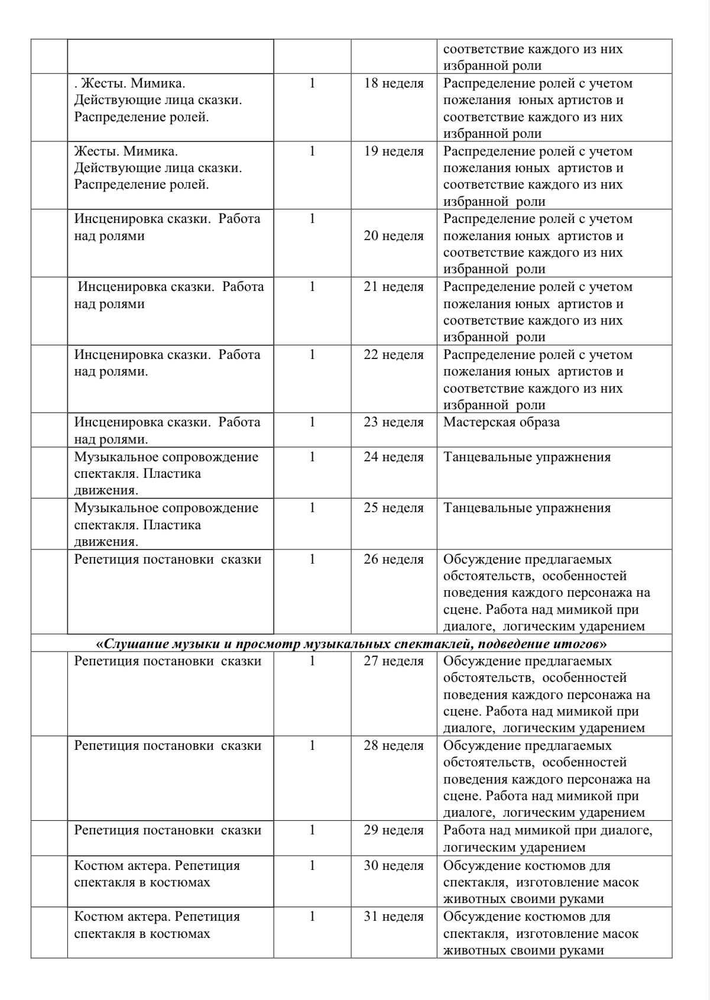 соответствие каждого из них
избранной роли
. Жесты. Мимика.
Действующие лица сказки.
Распределение ролей.
1
18 неделя
Распределение ролей с учетом
пожелания  юных артистов и
соответствие каждого из них
избранной роли
Жесты. Мимика.
Действующие лица сказки.
Распределение ролей.
1
19 неделя
Распределение ролей с учетом
пожелания юных  артистов и
соответствие каждого из них
избранной  роли
Инсценировка сказки.  Работа
над ролями
1
20 неделя
Распределение ролей с учетом
пожелания юных  артистов и
соответствие каждого из них
избранной  роли
Инсценировка сказки.  Работа
над ролями
1
21 неделя
Распределение ролей с учетом
пожелания юных  артистов и
соответствие каждого из них
избранной  роли
Инсценировка сказки.  Работа
над ролями.
1
22 неделя
Распределение ролей с учетом
пожелания юных  артистов и
соответствие каждого из них
избранной  роли
Инсценировка сказки.  Работа
над ролями.
1
23 неделя
Мастерская образа
Музыкальное сопровождение
спектакля. Пластика
движения.
1
24 неделя
Танцевальные упражнения
Музыкальное сопровождение
спектакля. Пластика
движения.
1
25 неделя
Танцевальные упражнения
Репетиция постановки  сказки
1
26 неделя
Обсуждение предлагаемых
обстоятельств,  особенностей
поведения каждого персонажа на
сцене. Работа над мимикой при
диалоге,  логическим ударением
«Слушание музыки и просмотр музыкальных спектаклей, подведение итогов»
Репетиция постановки  сказки
1
27 неделя
Обсуждение предлагаемых
обстоятельств,  особенностей
поведения каждого персонажа на
сцене. Работа над мимикой при
диалоге,  логическим ударением
Репетиция постановки  сказки
1
28 неделя
Обсуждение предлагаемых
обстоятельств,  особенностей
поведения каждого персонажа на
сцене. Работа над мимикой при
диалоге,  логическим ударением
Репетиция постановки  сказки
1
29 неделя
Работа над мимикой при диалоге,
логическим ударением
Костюм актера. Репетиция
спектакля в костюмах
1
30 неделя
Обсуждение костюмов для
спектакля,  изготовление масок
животных своими руками
Костюм актера. Репетиция
спектакля в костюмах
1
31 неделя
Обсуждение костюмов для
спектакля,  изготовление масок
животных своими руками